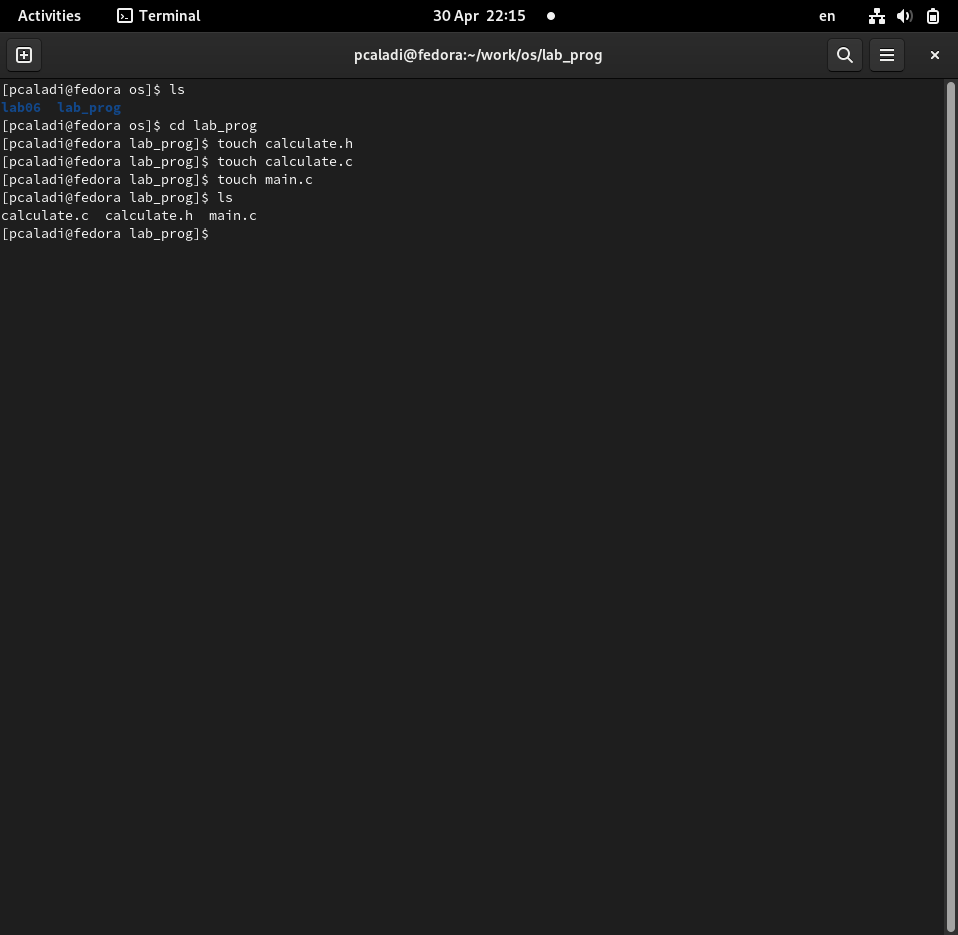 Activities Terminal 30 Apr 22:15 en
pcaladi@fedora:~/work/os/lab_prog
[pcaladi@fedora os]$ ls
lab06  lab_prog
[pcaladi@fedora os]$ cd lab_prog
[pcaladi@fedora lab_prog]$ touch calculate.h
[pcaladi@fedora lab_prog]$ touch calculate.c
[pcaladi@fedora lab_prog]$ touch main.c
[pcaladi@fedora lab_prog]$ ls
calculate.c  calculate.h  main.c
[pcaladi@fedora lab_prog]$